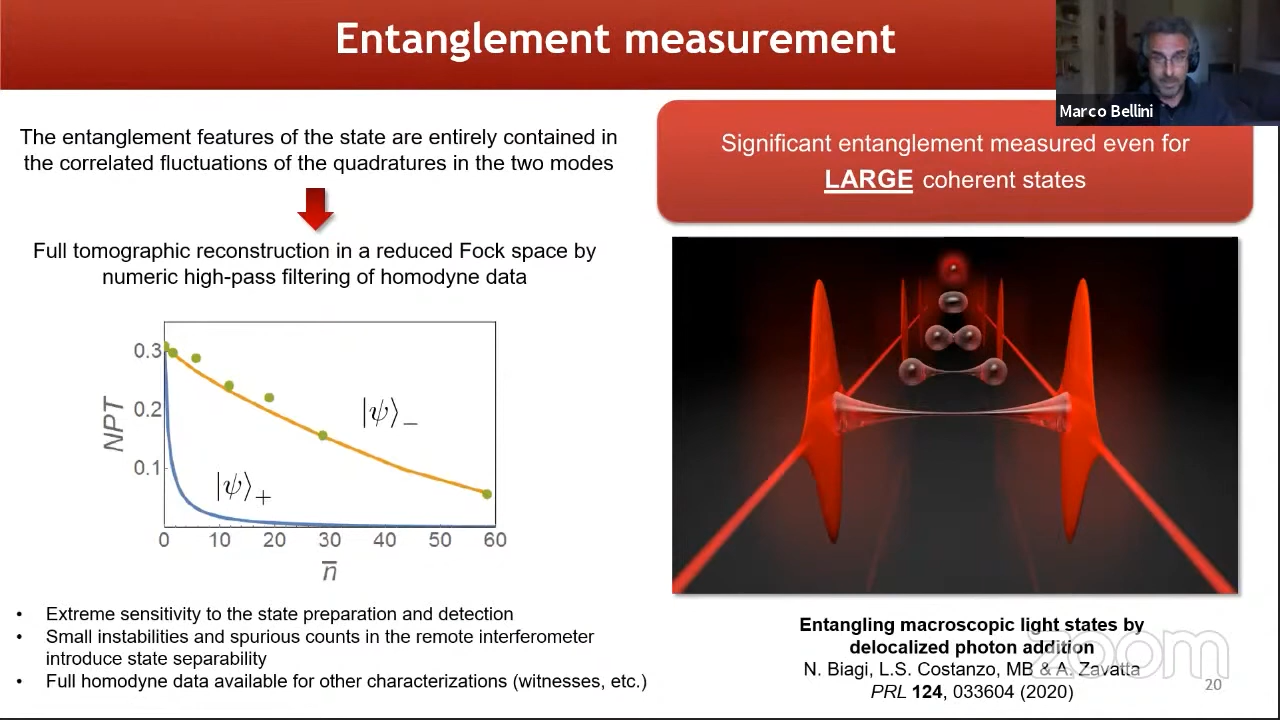 Entanglement measurement
Marco Bellini
The entanglement features of the state are entirely contained in
the correlated fluctuations of the quadratures in the two modes
Full tomographic reconstruction in a reduced Fock space by
numeric high-pass filtering of homodyne data
Significant entanglement measured even for
LARGE coherent states
NPT
0.3
0.2
0.1
|ψ⟩₋
|ψ⟩₊
0 10 20 30 40 50 60
n̅
• Extreme sensitivity to the state preparation and detection
• Small instabilities and spurious counts in the remote interferometer
introduce state separability
• Full homodyne data available for other characterizations (witnesses, etc.)
Entangling macroscopic light states by
delocalized photon addition
N. Biagi, L.S. Costanzo, MB & A. Zavatta
PRL 124, 033604 (2020)
zoom
20